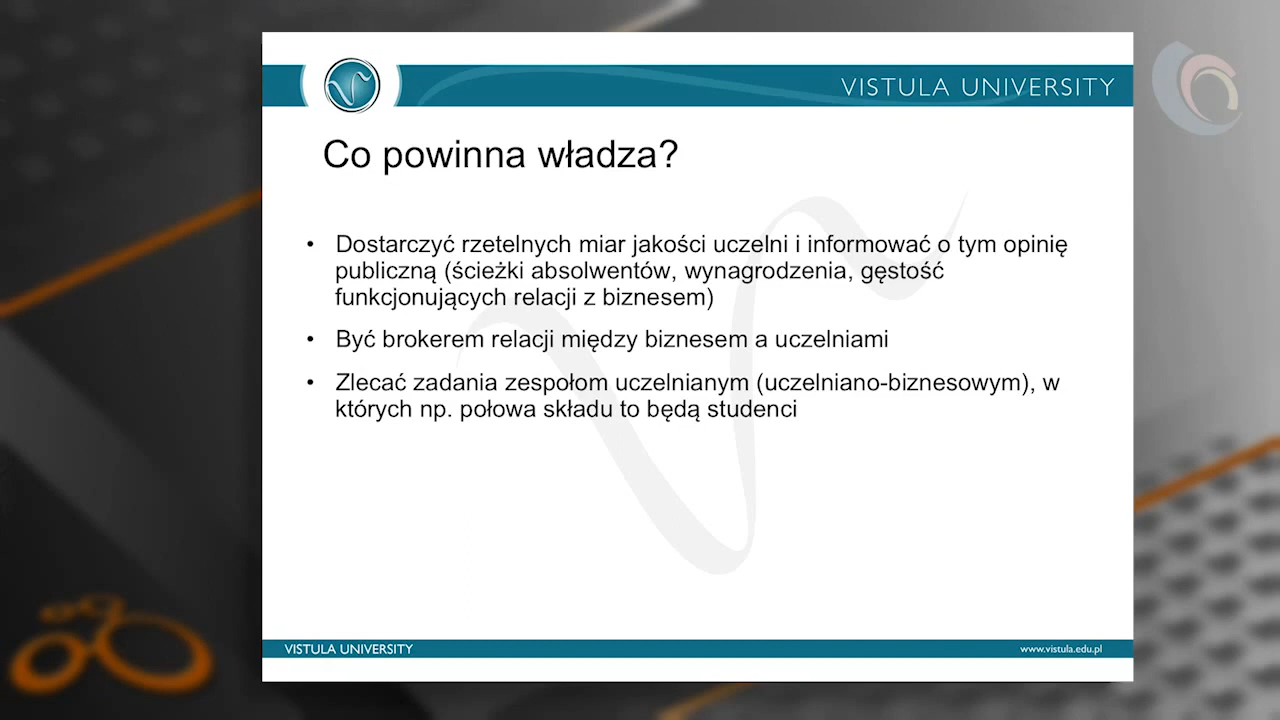 VISTULA UNIVERSITY
Co powinna władza?
• Dostarczyć rzetelnych miar jakości uczelni i informować o tym opinię
publiczną (ścieżki absolwentów, wynagrodzenia, gęstość
funkcjonujących relacji z biznesem)
• Być brokerem relacji między biznesem a uczelniami
• Zlecać zadania zespołom uczelnianym (uczelniano-biznesowym), w
których np. połowa składu to będą studenci
VISTULA UNIVERSITY
www.vistula.edu.pl